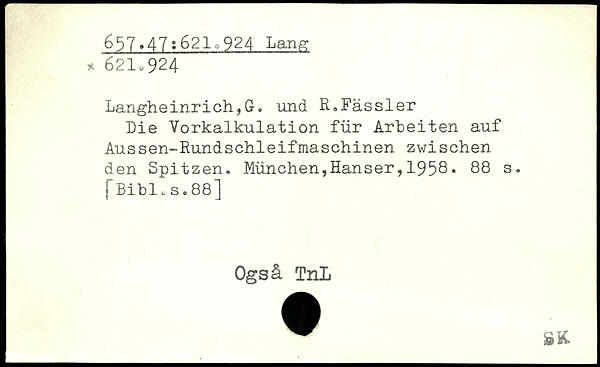 657.47:621.924 Lang
x 621.924
Langheinrich,G. und R.Fässler
Die Vorkalkulation für Arbeiten auf
Aussen-Rundschleifmaschinen zwischen
den Spitzen. München,Hanser,1958. 88 s.
[Bibl.s.88]
Også TnL
SK